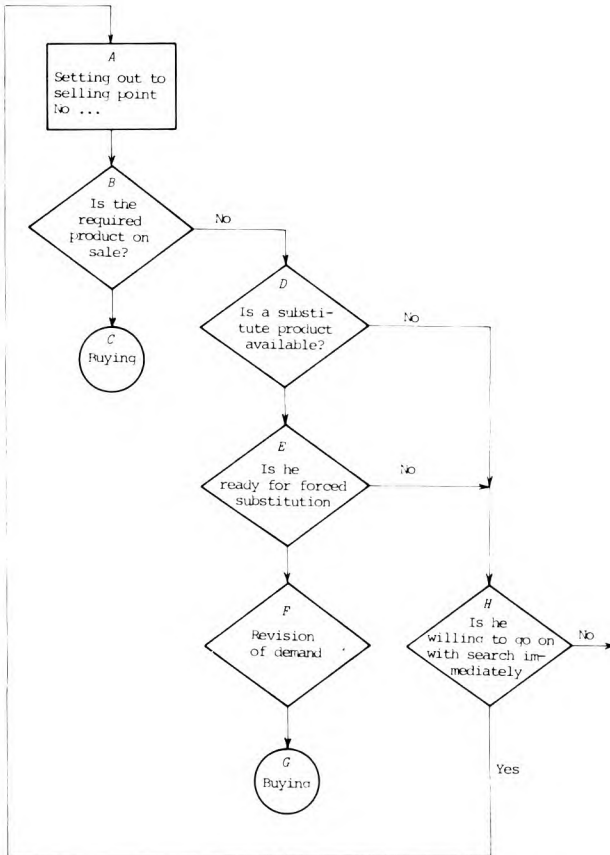 A
Setting out to
selling point
No ...
B
Is the
required
product on
sale?
No
C
Buying
D
Is a substi-
tute product
available?
No
E
Is he
ready for forced
substitution
No
F
Revision
of demand
G
Buying
H
Is he
willing to go on
with search im-
mediately
No
Yes